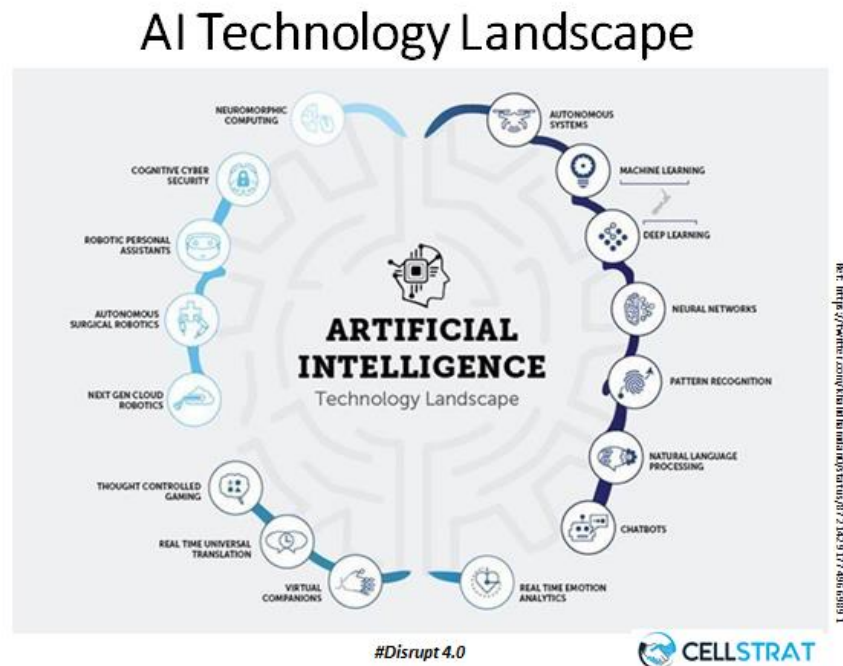 AI Technology Landscape
NEUROMORPHIC
COMPUTING
COGNITIVE CYBER
SECURITY
ROBOTIC PERSONAL
ASSISTANTS
AUTONOMOUS
SURGICAL ROBOTICS
NEXT GEN CLOUD
ROBOTICS
THOUGHT CONTROLLED
GAMING
REAL TIME UNIVERSAL
TRANSLATION
VIRTUAL
COMPANIONS
ARTIFICIAL
INTELLIGENCE
Technology Landscape
AUTONOMOUS
SYSTEMS
MACHINE LEARNING
DEEP LEARNING
NEURAL NETWORKS
PATTERN RECOGNITION
NATURAL LANGUAGE
PROCESSING
CHATBOTS
REAL TIME EMOTION
ANALYTICS
#Disrupt 4.0
CELLSTRAT